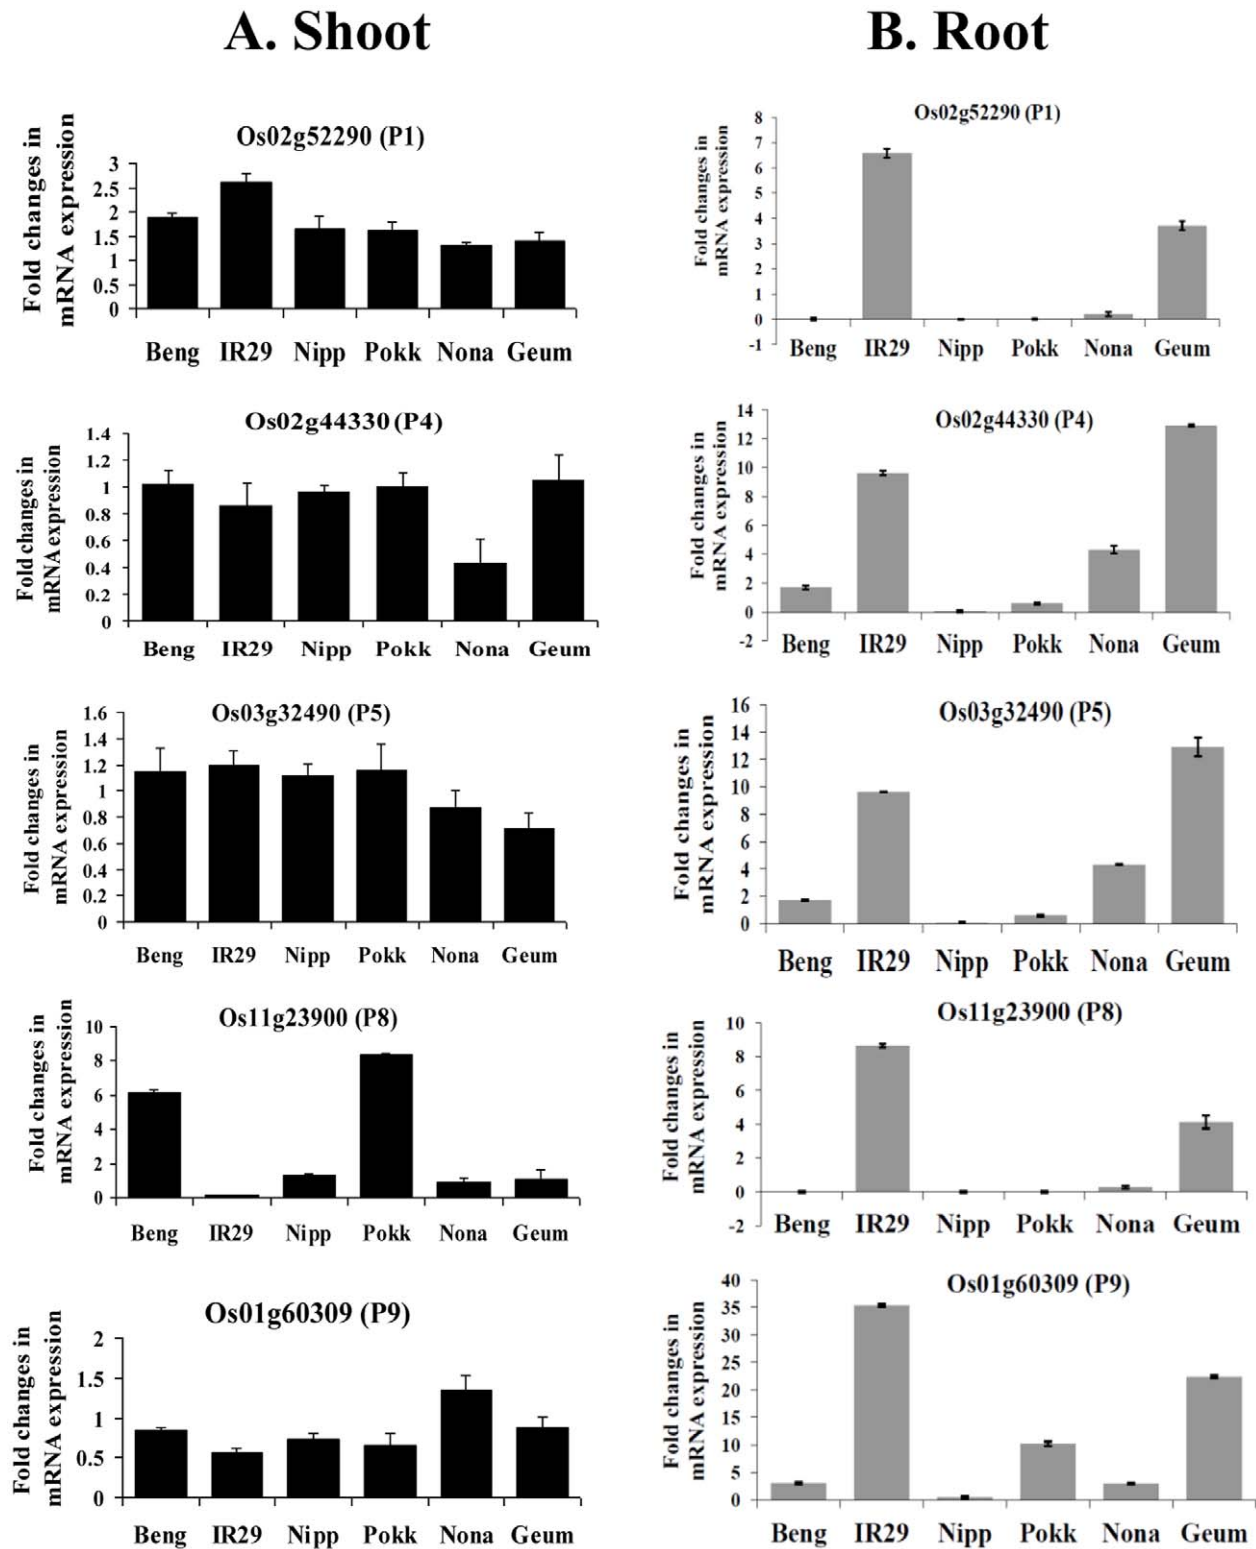 A. Shoot
Os02g52290 (P1)
Fold changes in
mRNA expression
3
2.5
2
1.5
1
0.5
0
Beng IR29 Nipp Pokk Nona Geum
Os02g44330 (P4)
Fold changes in
mRNA expression
1.4
1.2
1
0.8
0.6
0.4
0.2
0
Beng IR29 Nipp Pokk Nona Geum
Os03g32490 (P5)
Fold changes in
mRNA expression
1.6
1.4
1.2
1
0.8
0.6
0.4
0.2
0
Beng IR29 Nipp Pokk Nona Geum
Os11g23900 (P8)
Fold changes in
mRNA expression
10
8
6
4
2
0
Beng IR29 Nipp Pokk Nona Geum
Os01g60309 (P9)
Fold changes in
mRNA expression
2
1.5
1
0.5
0
Beng IR29 Nipp Pokk Nona Geum
B. Root
Os02g52290 (P1)
Fold changes in
mRNA expression
8
7
6
5
4
3
2
1
0
-1
Beng IR29 Nipp Pokk Nona Geum
Os02g44330 (P4)
Fold changes in
mRNA expression
14
12
10
8
6
4
2
0
-2
Beng IR29 Nipp Pokk Nona Geum
Os03g32490 (P5)
Fold changes in
mRNA expression
16
14
12
10
8
6
4
2
0
Beng IR29 Nipp Pokk Nona Geum
Os11g23900 (P8)
Fold changes in
mRNA expression
10
8
6
4
2
0
-2
Beng IR29 Nipp Pokk Nona Geum
Os01g60309 (P9)
Fold changes in
mRNA expression
40
35
30
25
20
15
10
5
0
Beng IR29 Nipp Pokk Nona Geum